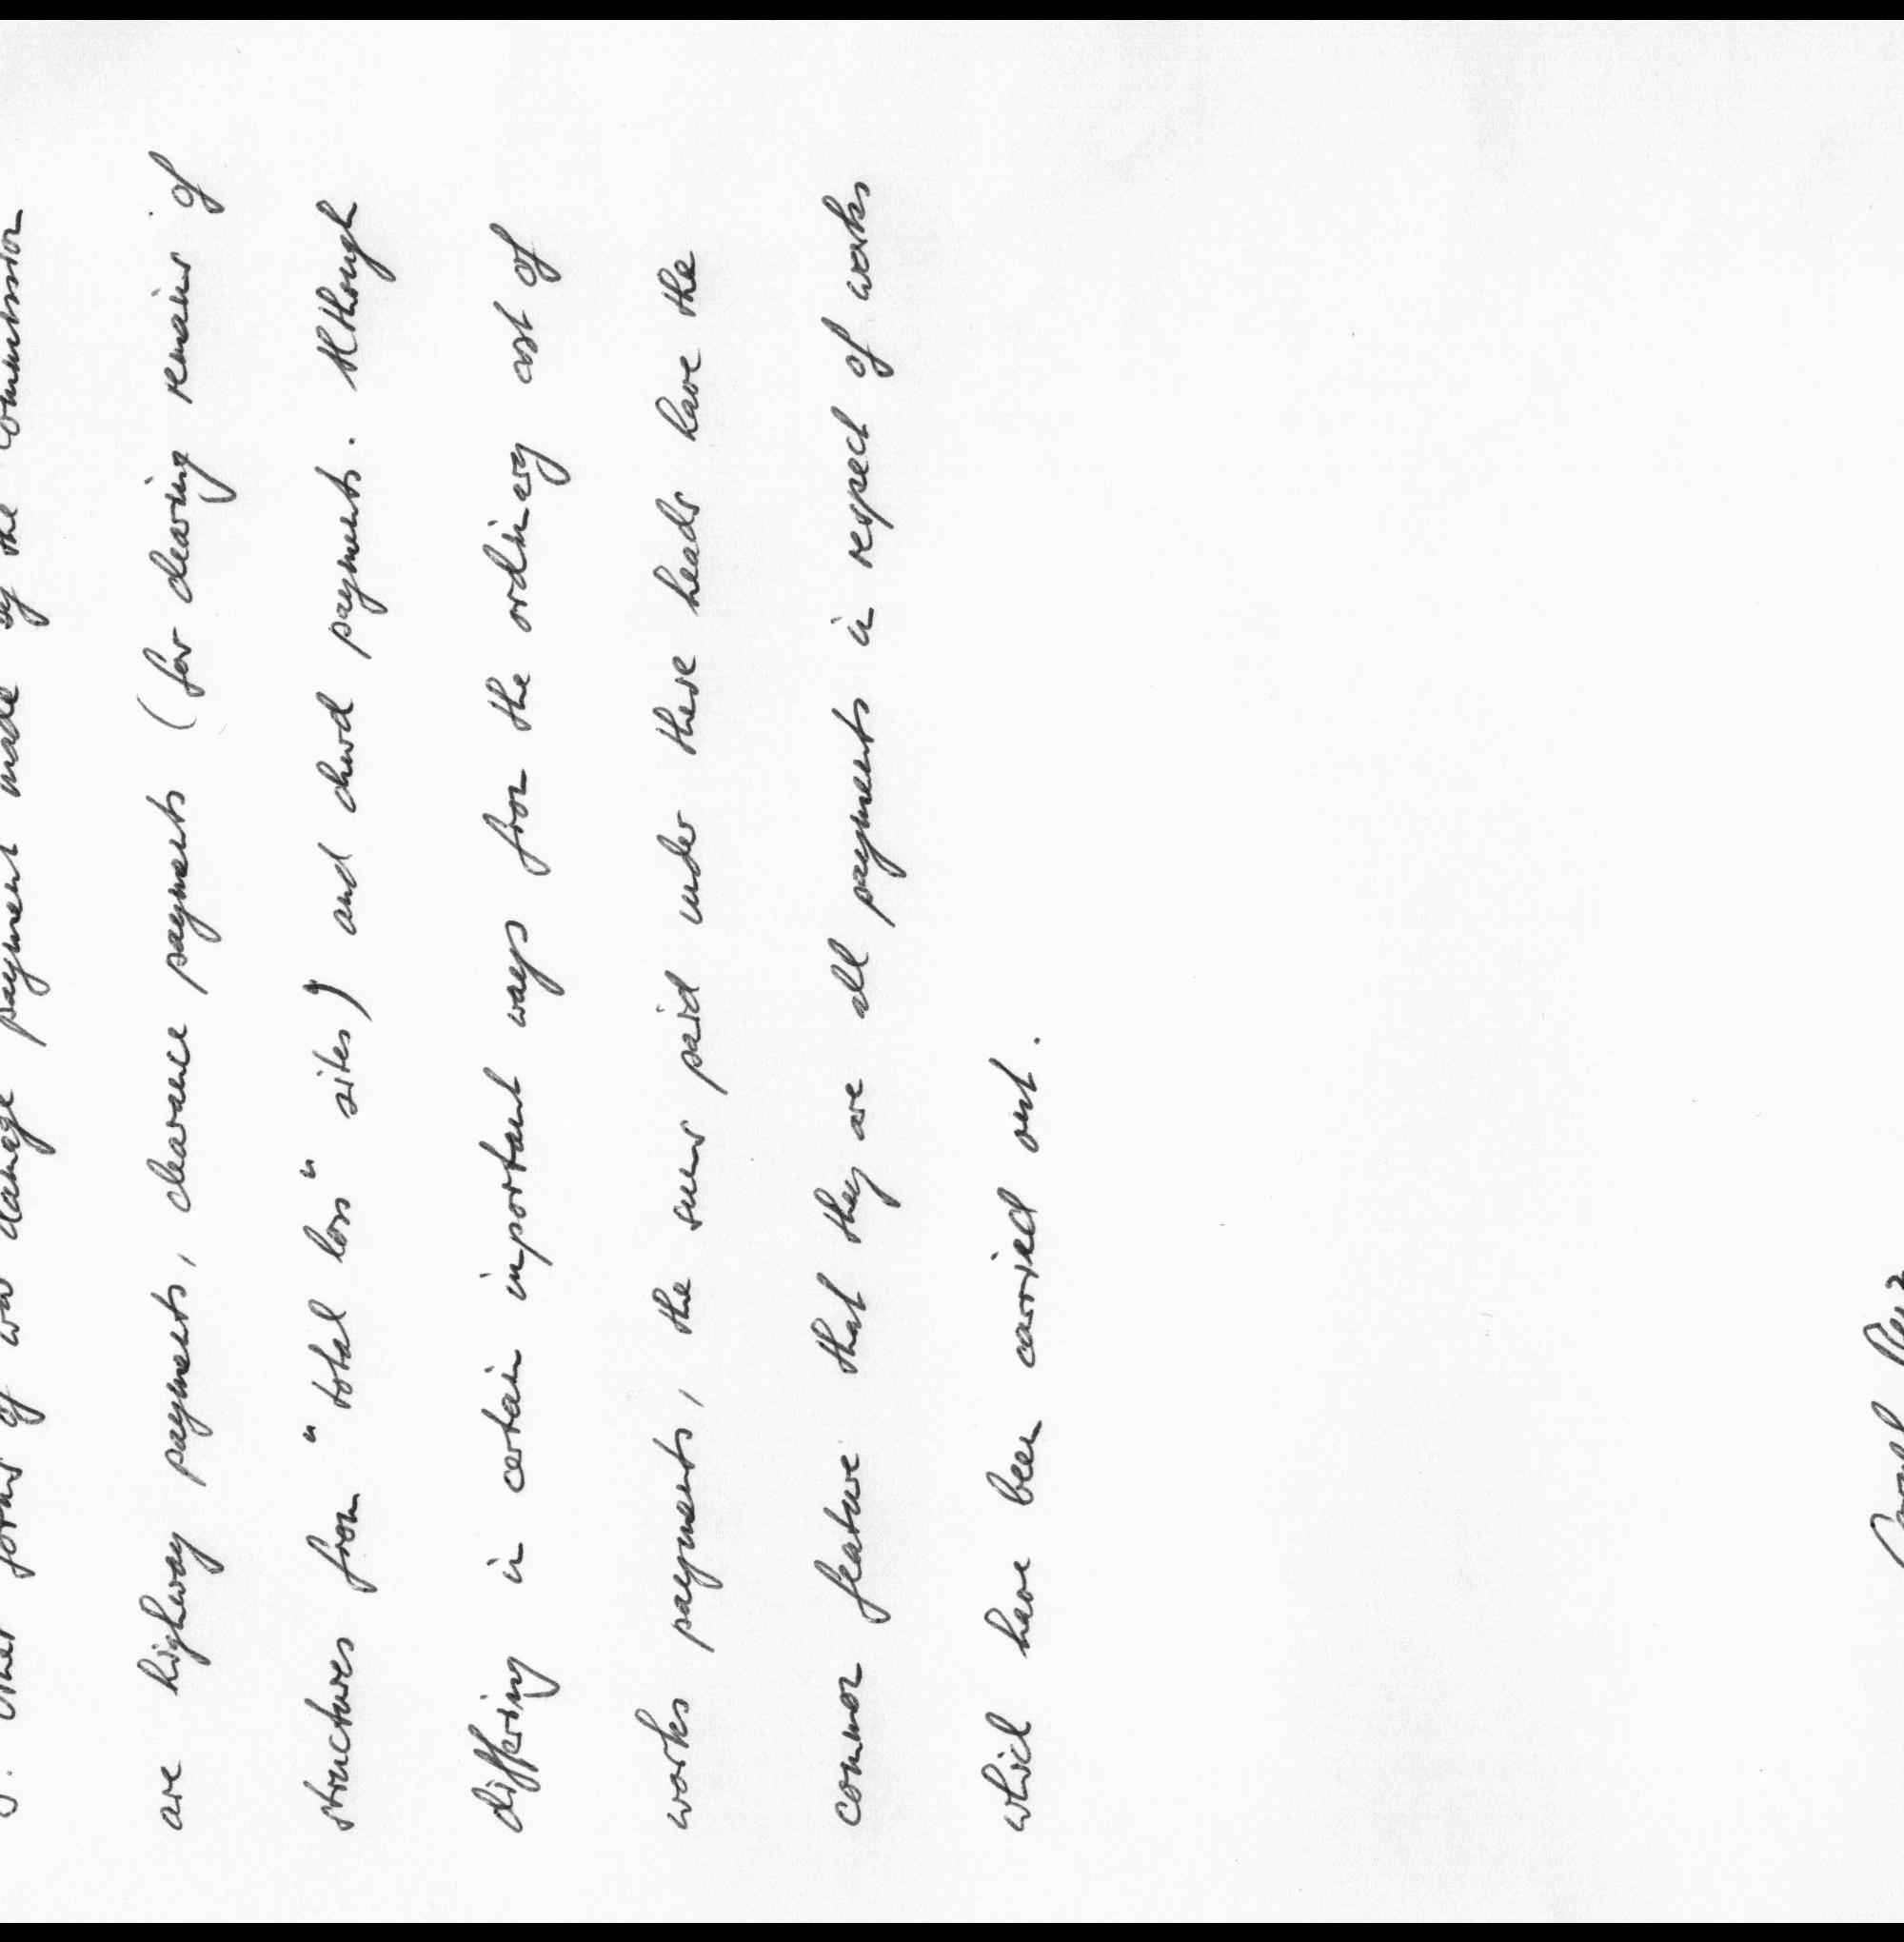 3. Other forms of war damage payment made by the Commission
are highway payments, clearance payments (for clearing remains of
structures from "total loss" sites) and churd payments. Although
differing in certain important ways from the ordinary cost of
works payments, the sums paid under these heads have the
common feature that they are all payments in respect of works
which have been carried out.